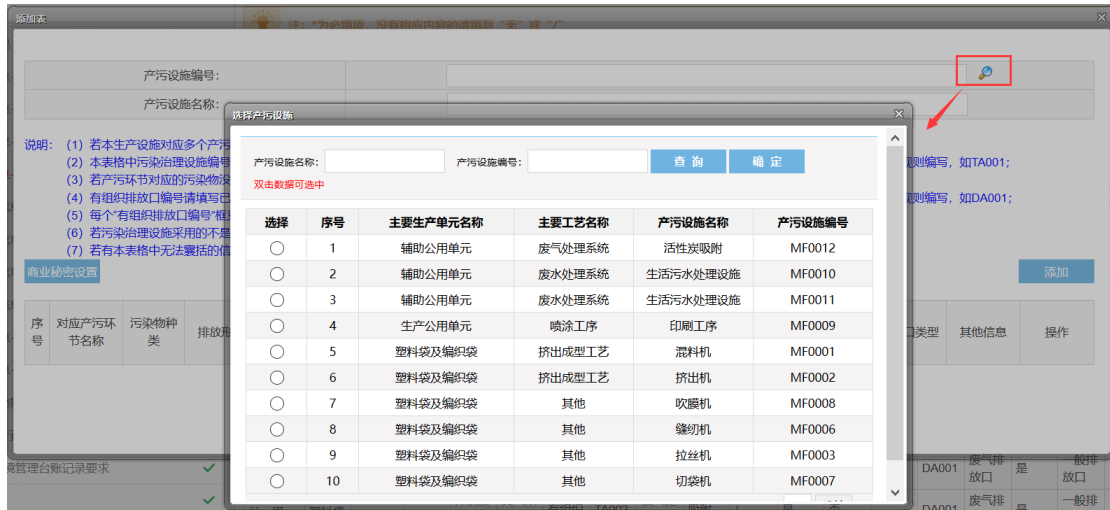 添加表
注：*为必填项，没有相应内容的请填写“无”或“/”
产污设施编号：
产污设施名称：
选择产污设施
产污设施名称： 产污设施编号： 查 询 确 定
双击数据可选中
说明： (1) 若本生产设施对应多个产污
(2) 本表格中污染治理设施编号
则编写，如TA001;
(3) 若产污环节对应的污染物没
(4) 有组织排放口编号请填写已
则编写，如DA001;
(5) 每个“有组织排放口编号”框
(6) 若污染治理设施采用的不是
(7) 若有本表格中无法囊括的信
商业秘密设置 添加
序号 对应产污环节名称 污染物种类 排放形 口类型 其他信息 操作
选择 序号 主要生产单元名称 主要工艺名称 产污设施名称 产污设施编号
1 辅助公用单元 废气处理系统 活性炭吸附 MF0012
2 辅助公用单元 废水处理系统 生活污水处理设施 MF0010
3 辅助公用单元 废水处理系统 生活污水处理设施 MF0011
4 生产公用单元 喷涂工序 印刷工序 MF0009
5 塑料袋及编织袋 挤出成型工艺 混料机 MF0001
6 塑料袋及编织袋 挤出成型工艺 挤出机 MF0002
7 塑料袋及编织袋 其他 吹膜机 MF0008
8 塑料袋及编织袋 其他 缝纫机 MF0006
9 塑料袋及编织袋 其他 拉丝机 MF0003
10 塑料袋及编织袋 其他 切袋机 MF0007
境管理台账记录要求
DA001 废气排放口 是 一般排放口
有组织 TA002 吸附 / 是
DA001 废气排 是 一般排